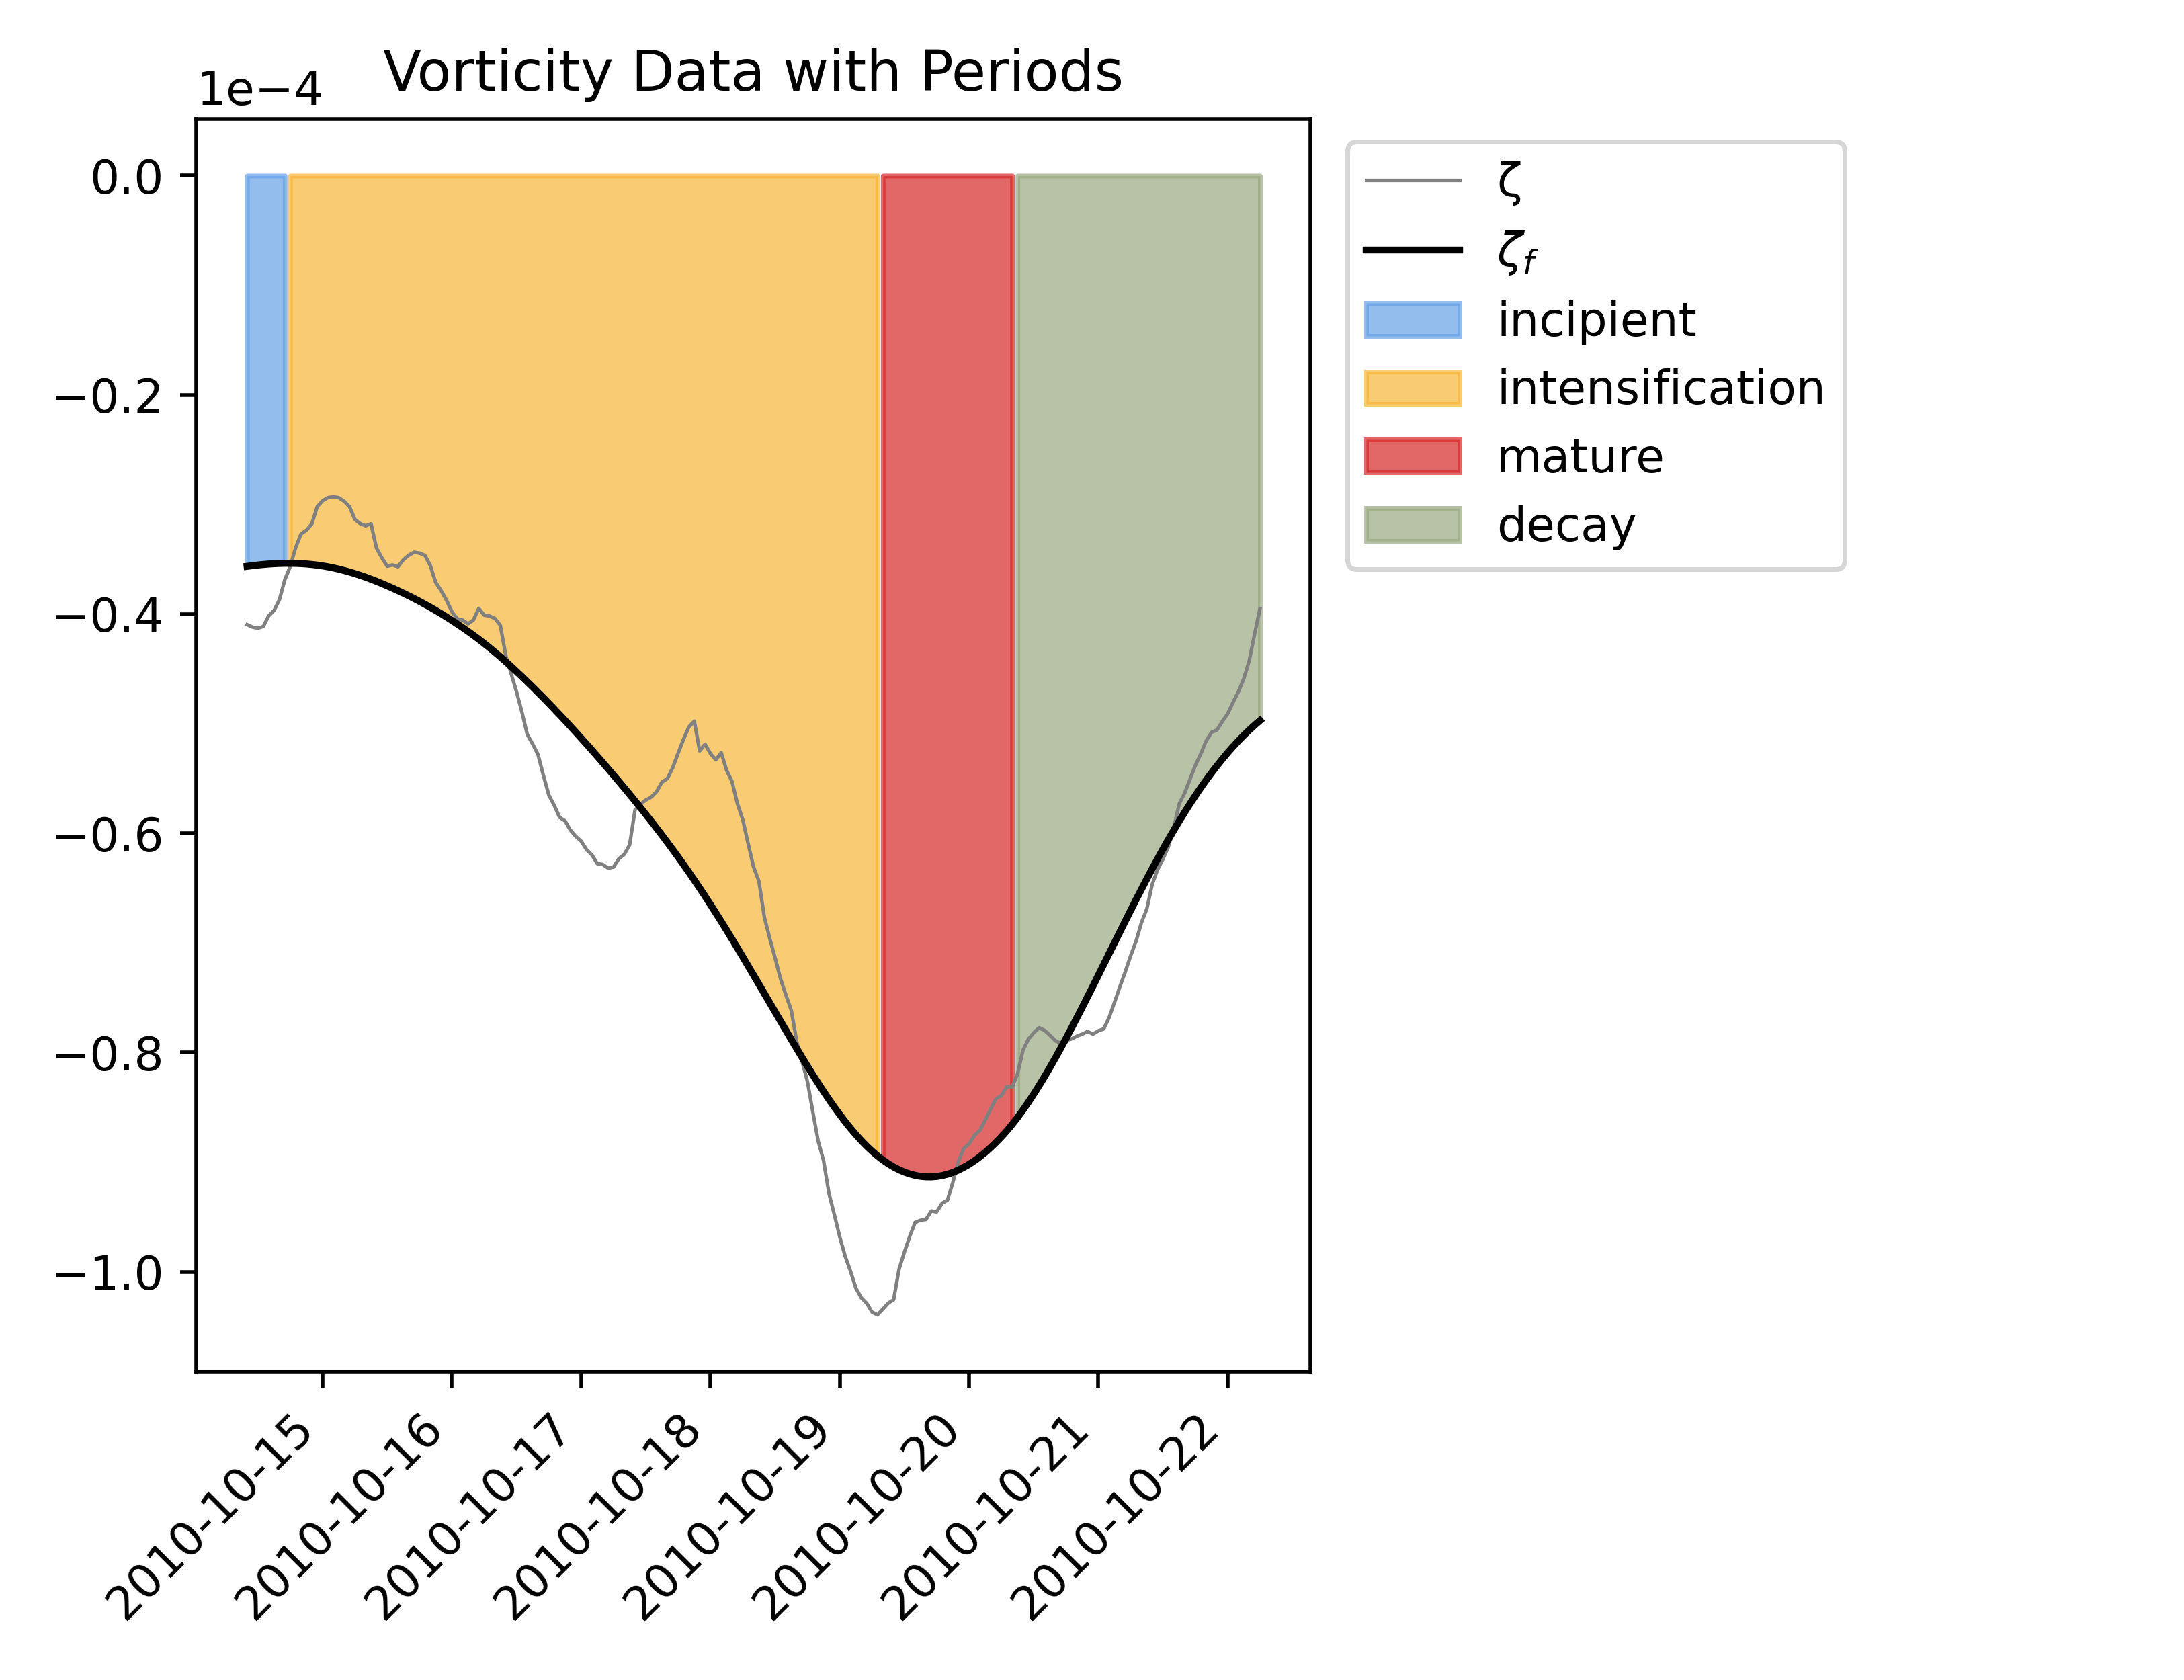 Vorticity Data with Periods
1e−4
0.0
−0.2
−0.4
−0.6
−0.8
−1.0
2010-10-15
2010-10-16
2010-10-17
2010-10-18
2010-10-19
2010-10-20
2010-10-21
2010-10-22
ζ
ζf
incipient
intensification
mature
decay